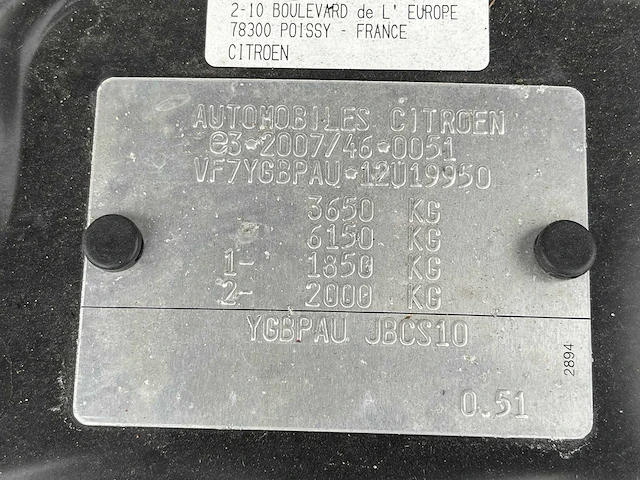 2-10 BOULEVARD de L' EUROPE
78300 POISSY - FRANCE
CITROEN
AUTOMOBILES CITROEN
e3*2007/46*0051
VF7YGBPAU*12U19950
3650 KG
6150 KG
1- 1850 KG
2- 2000 KG
YGBPAU JBCS10
2894
0.51